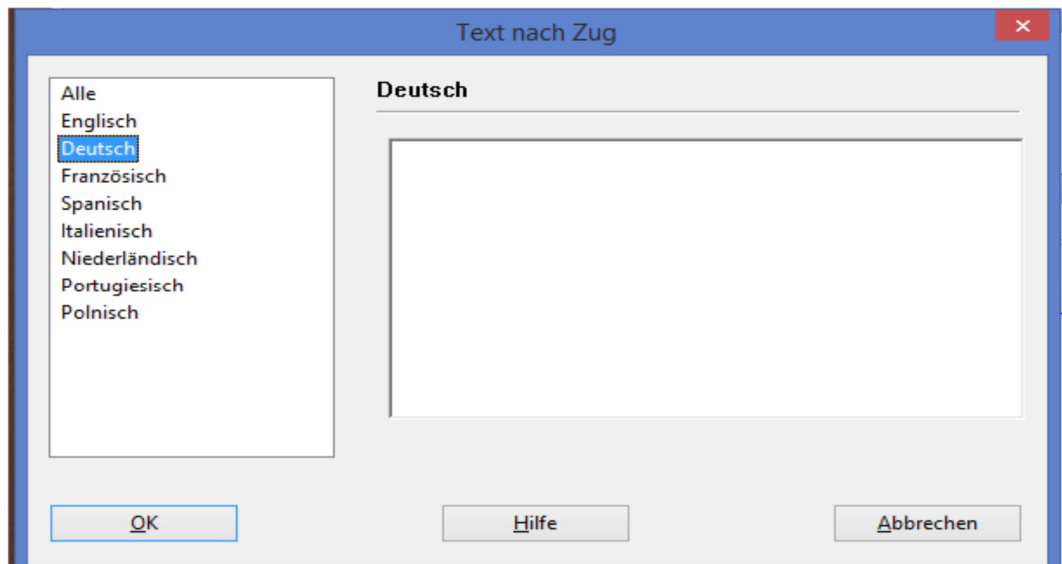 Text nach Zug
Alle
Englisch
Deutsch
Französisch
Spanisch
Italienisch
Niederländisch
Portugiesisch
Polnisch
Deutsch
OK
Hilfe
Abbrechen